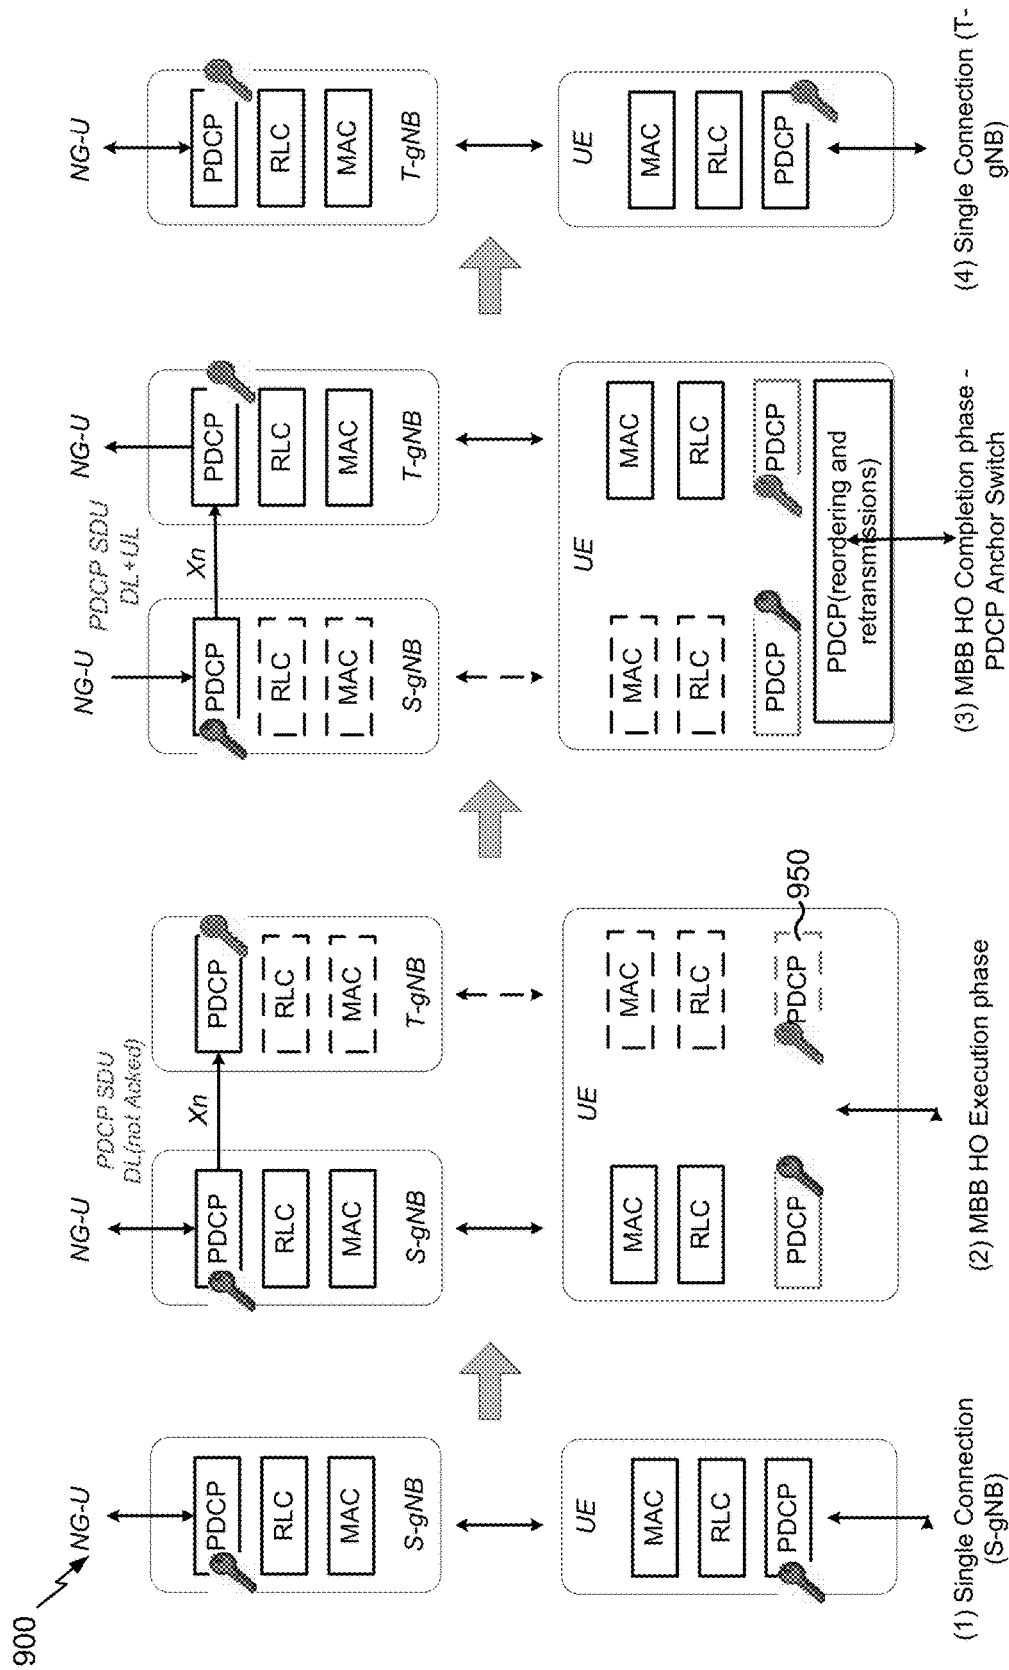 900
NG-U
PDCP
RLC
MAC
S-gNB
UE
MAC
RLC
PDCP
(1) Single Connection
(S-gNB)
NG-U
PDCP SDU
DL(not Acked)
PDCP
RLC
MAC
S-gNB
Xn
PDCP
RLC
MAC
T-gNB
UE
MAC
RLC
PDCP
MAC
RLC
PDCP
950
(2) MBB HO Execution phase
NG-U
PDCP SDU
DL+UL
NG-U
PDCP
RLC
MAC
S-gNB
Xn
PDCP
RLC
MAC
T-gNB
UE
MAC
RLC
PDCP
MAC
RLC
PDCP
PDCP(reordering and
retransmissions)
(3) MBB HO Completion phase -
PDCP Anchor Switch
NG-U
PDCP
RLC
MAC
T-gNB
UE
MAC
RLC
PDCP
(4) Single Connection (T-
gNB)